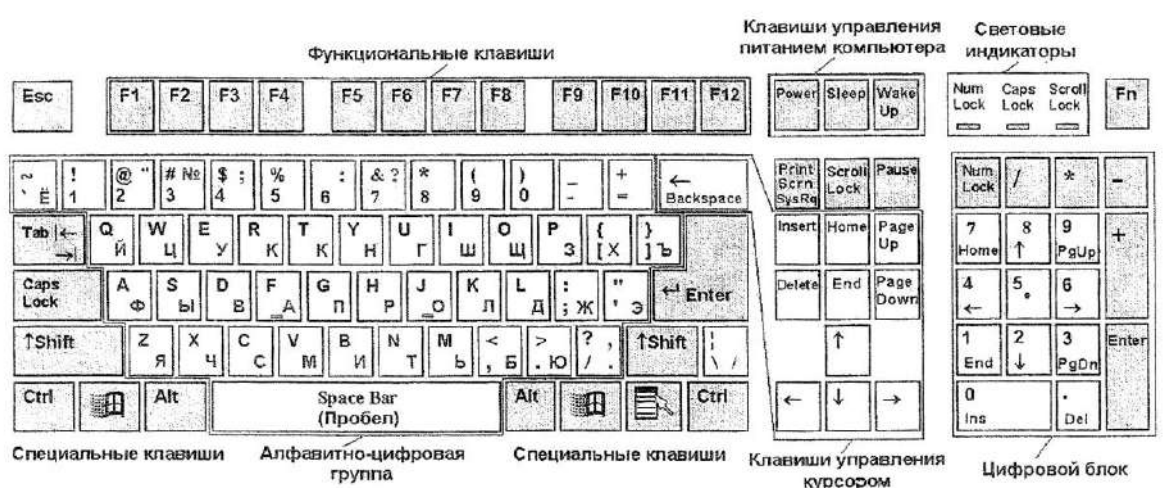 Клавиши управления питанием компьютера
Световые индикаторы
Функциональные клавиши
Esc F1 F2 F3 F4 F5 F6 F7 F8 F9 F10 F11 F12 Power Sleep Wake Up Num Lock Caps Lock Scroll Lock Fn
~ ` Ё ! 1 @ " 2 # № 3 $ ; 4 % 5 : 6 & ? 7 * 8 ( 9 ) 0 _ - + = ← Backspace Print Scrn SysRq Scroll Lock Pause Num Lock / * -
Tab |← →| Q Й W Ц E У R К T К Y Н U Г I Ш O Щ P З { [ Х } ] Ъ Insert Home Page Up 7 Home 8 ↑ 9 PgUp +
Caps Lock A Ф S Ы D В F _А G П H Р J _О K Л L Д : ; Ж " ' Э ↵ Enter Delete End Page Down 4 ← 5 6 →
↑Shift Z Я X Ч C С V М B И N Т M Ь < , Б > . Ю ? , / . ↑Shift ¦ \ / ↑ 1 End 2 ↓ 3 PgDn Enter
Ctrl Alt Space Bar (Пробел) Alt Ctrl ← ↓ → 0 Ins . Del
Специальные клавиши
Алфавитно-цифровая группа
Специальные клавиши
Клавиши управления курсором
Цифровой блок